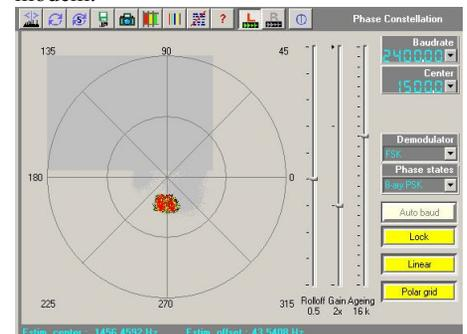 modem.
? L B
Phase Constellation
135 90 45
Baudrate
2400,00
Center
1500,0
180 0
Demodulator
FSK
Phase states
8-ary PSK
Auto baud
Lock
Linear
Polar grid
225 270 315
Rolloff Gain Ageing
0.5 2x 16 k
Estim. center : 1456.4592 Hz Estim. offset : 43.5408 Hz